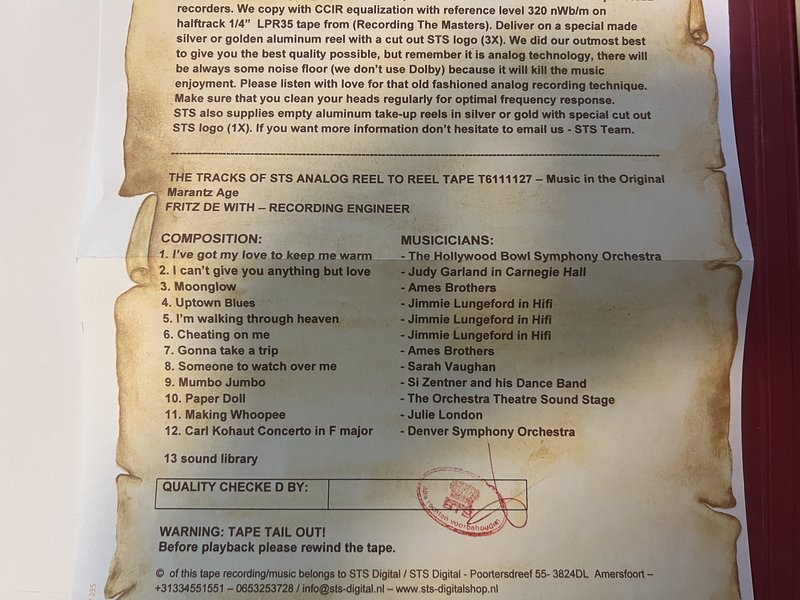 recorders. We copy with CCIR equalization with reference level 320 nWb/m on
halftrack 1/4” LPR35 tape from (Recording The Masters). Deliver on a special made
silver or golden aluminum reel with a cut out STS logo (3X). We did our outmost best
to give you the best quality possible, but remember it is analog technology, there will
be always some noise floor (we don’t use Dolby) because it will kill the music
enjoyment. Please listen with love for that old fashioned analog recording technique.
Make sure that you clean your heads regularly for optimal frequency response.
STS also supplies empty aluminum take-up reels in silver or gold with special cut out
STS logo (1X). If you want more information don’t hesitate to email us - STS Team.
THE TRACKS OF STS ANALOG REEL TO REEL TAPE T6111127 – Music in the Original
Marantz Age
FRITZ DE WITH – RECORDING ENGINEER
COMPOSITION: MUSICICIANS:
1. I’ve got my love to keep me warm - The Hollywood Bowl Symphony Orchestra
2. I can’t give you anything but love - Judy Garland in Carnegie Hall
3. Moonglow - Ames Brothers
4. Uptown Blues - Jimmie Lungeford in Hifi
5. I’m walking through heaven - Jimmie Lungeford in Hifi
6. Cheating on me - Jimmie Lungeford in Hifi
7. Gonna take a trip - Ames Brothers
8. Someone to watch over me - Sarah Vaughan
9. Mumbo Jumbo - Si Zentner and his Dance Band
10. Paper Doll - The Orchestra Theatre Sound Stage
11. Making Whoopee - Julie London
12. Carl Kohaut Concerto in F major - Denver Symphony Orchestra
13 sound library
QUALITY CHECKE D BY:
STS
Alle rechten voorbehouden
WARNING: TAPE TAIL OUT!
Before playback please rewind the tape.
© of this tape recording/music belongs to STS Digital / STS Digital - Poortersdreef 55- 3824DL Amersfoort –
+31334551551 – 0653253728 / info@sts-digital.nl – www.sts-digitalshop.nl